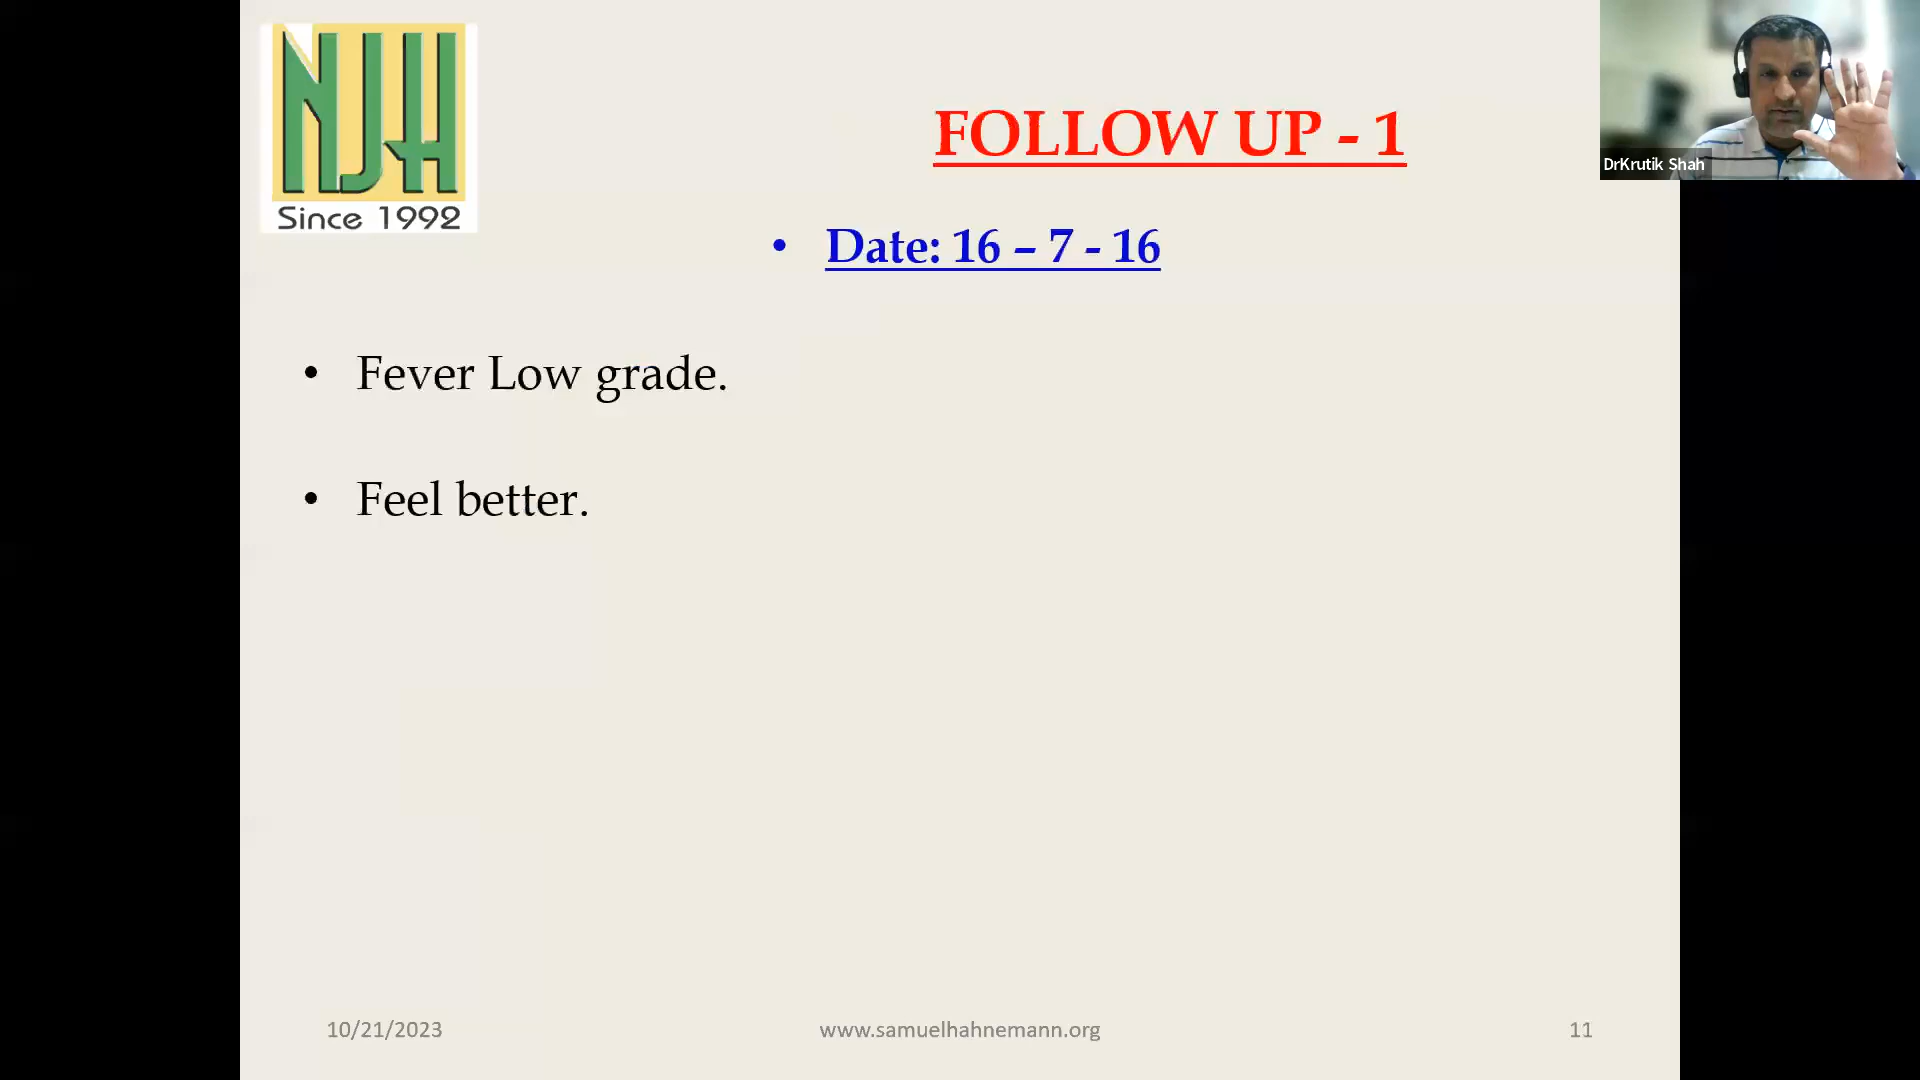 NJH
Since 1992
FOLLOW UP - 1
DrKrutik Shah
• Date: 16 – 7 - 16
• Fever Low grade.
• Feel better.
10/21/2023
www.samuelhahnemann.org
11